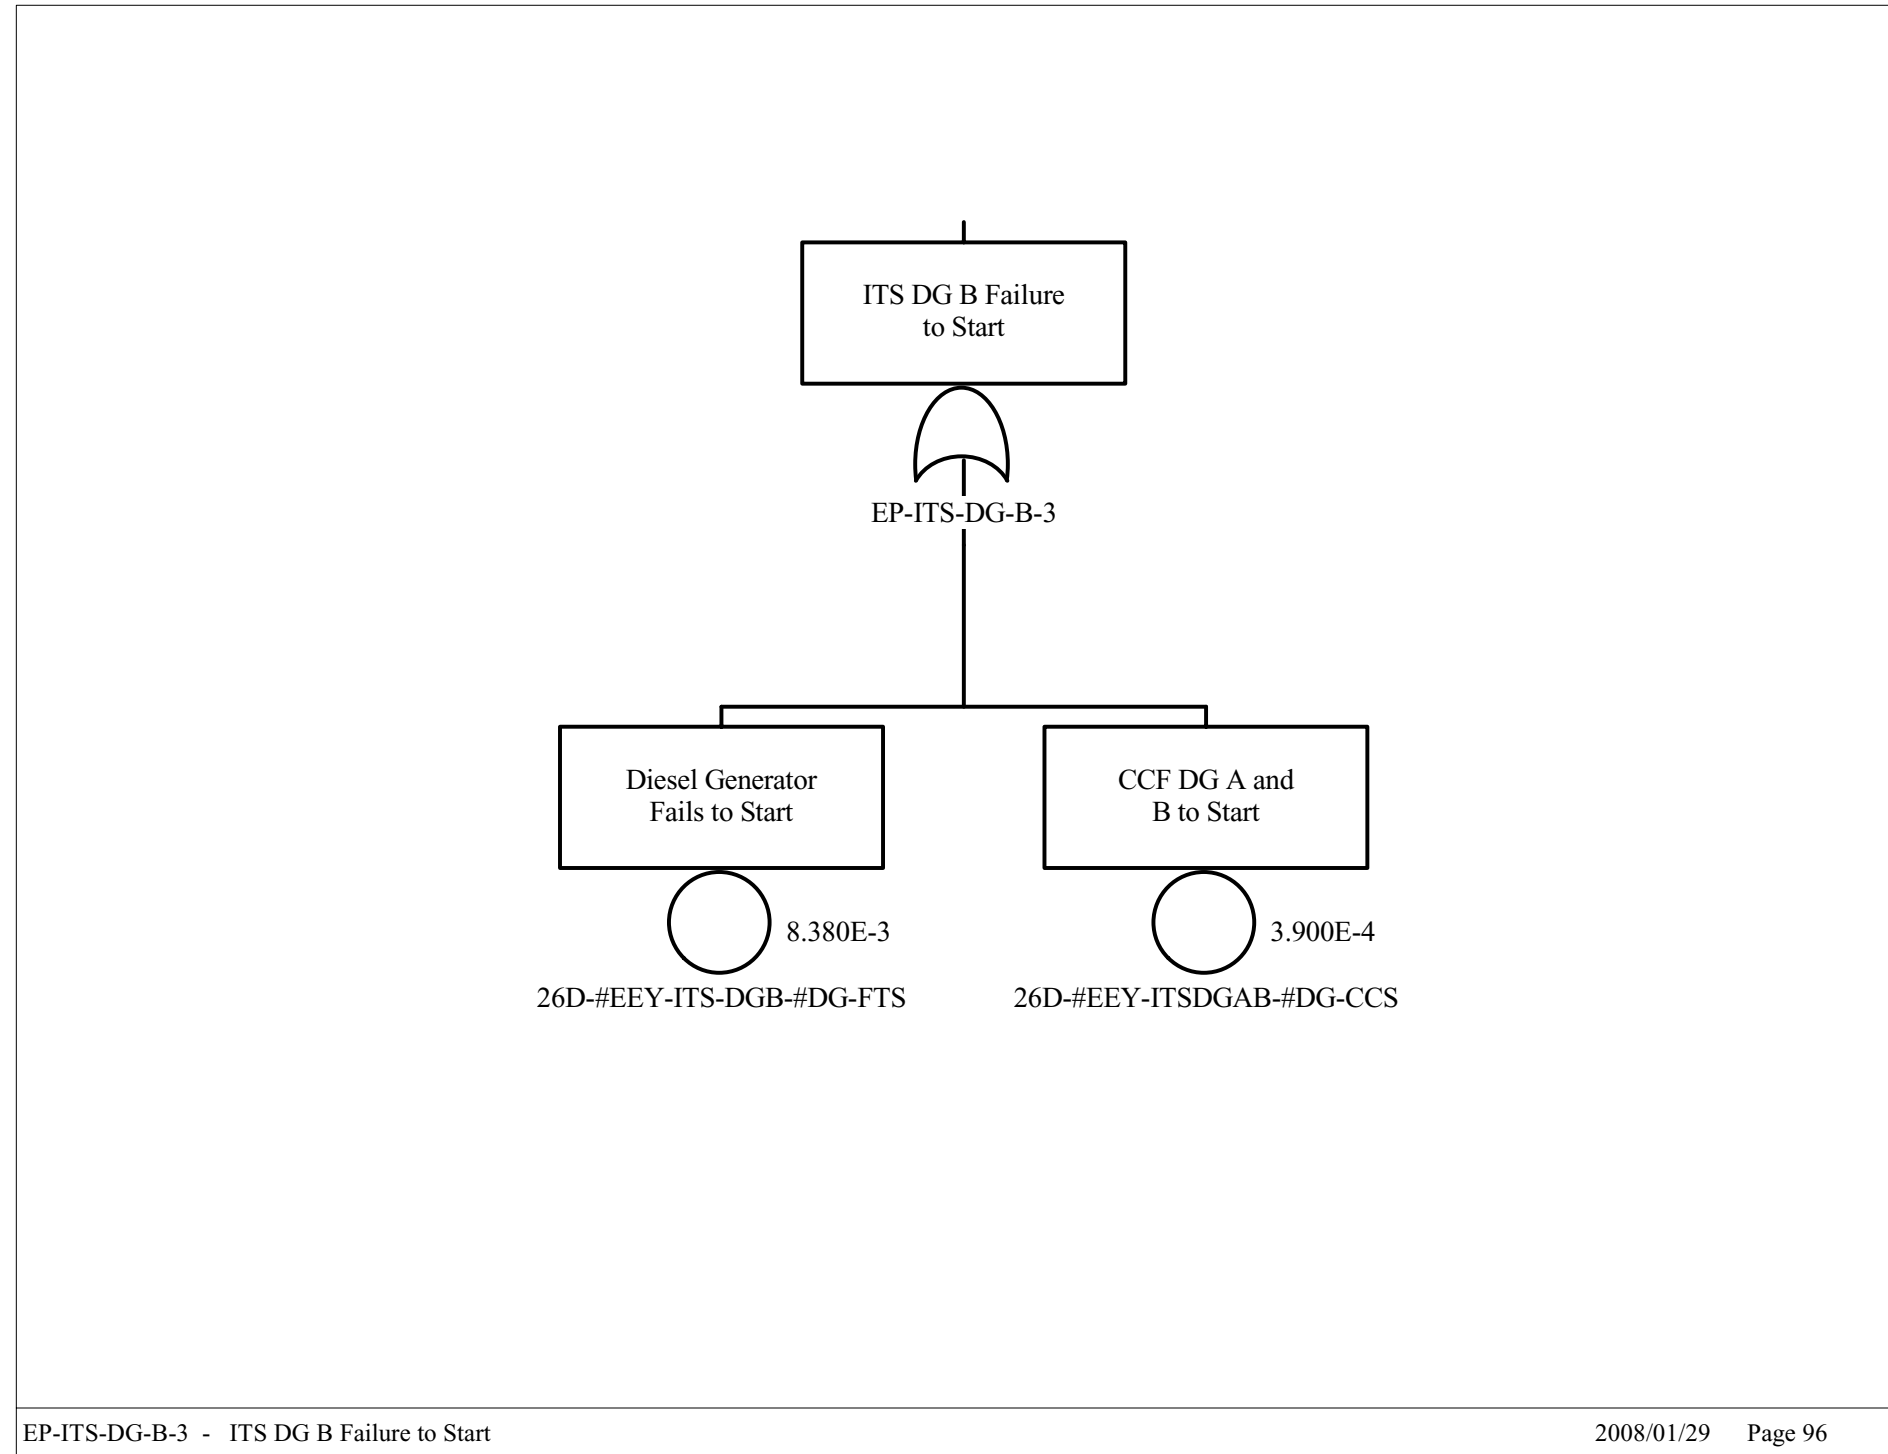 ITS DG B Failure
to Start
EP-ITS-DG-B-3
Diesel Generator
Fails to Start
CCF DG A and
B to Start
8.380E-3
3.900E-4
26D-#EEY-ITS-DGB-#DG-FTS
26D-#EEY-ITSDGAB-#DG-CCS
EP-ITS-DG-B-3 - ITS DG B Failure to Start
2008/01/29 Page 96